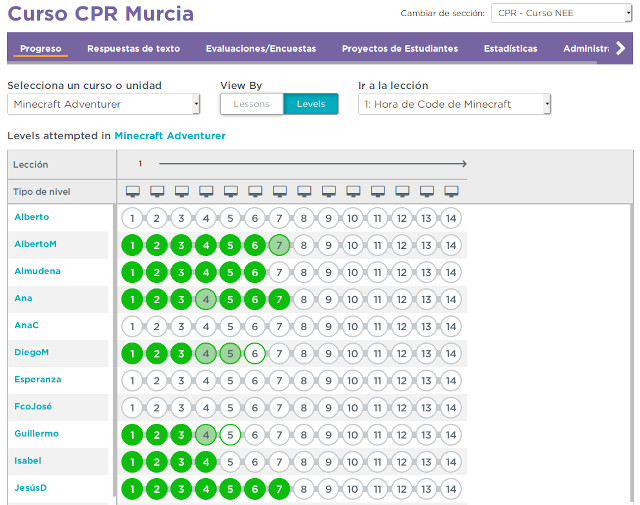 Curso CPR Murcia
Cambiar de sección: CPR - Curso NEE
Progreso Respuestas de texto Evaluaciones/Encuestas Proyectos de Estudiantes Estadísticas Administra
Selecciona un curso o unidad View By Ir a la lección
Minecraft Adventurer Lessons Levels 1: Hora de Code de Minecraft
Levels attempted in Minecraft Adventurer
Lección 1
Tipo de nivel
Alberto 1 2 3 4 5 6 7 8 9 10 11 12 13 14
AlbertoM 1 2 3 4 5 6 7 8 9 10 11 12 13 14
Almudena 1 2 3 4 5 6 7 8 9 10 11 12 13 14
Ana 1 2 3 4 5 6 7 8 9 10 11 12 13 14
AnaC 1 2 3 4 5 6 7 8 9 10 11 12 13 14
DiegoM 1 2 3 4 5 6 7 8 9 10 11 12 13 14
Esperanza 1 2 3 4 5 6 7 8 9 10 11 12 13 14
FcoJosé 1 2 3 4 5 6 7 8 9 10 11 12 13 14
Guillermo 1 2 3 4 5 6 7 8 9 10 11 12 13 14
Isabel 1 2 3 4 5 6 7 8 9 10 11 12 13 14
JesúsD 1 2 3 4 5 6 7 8 9 10 11 12 13 14